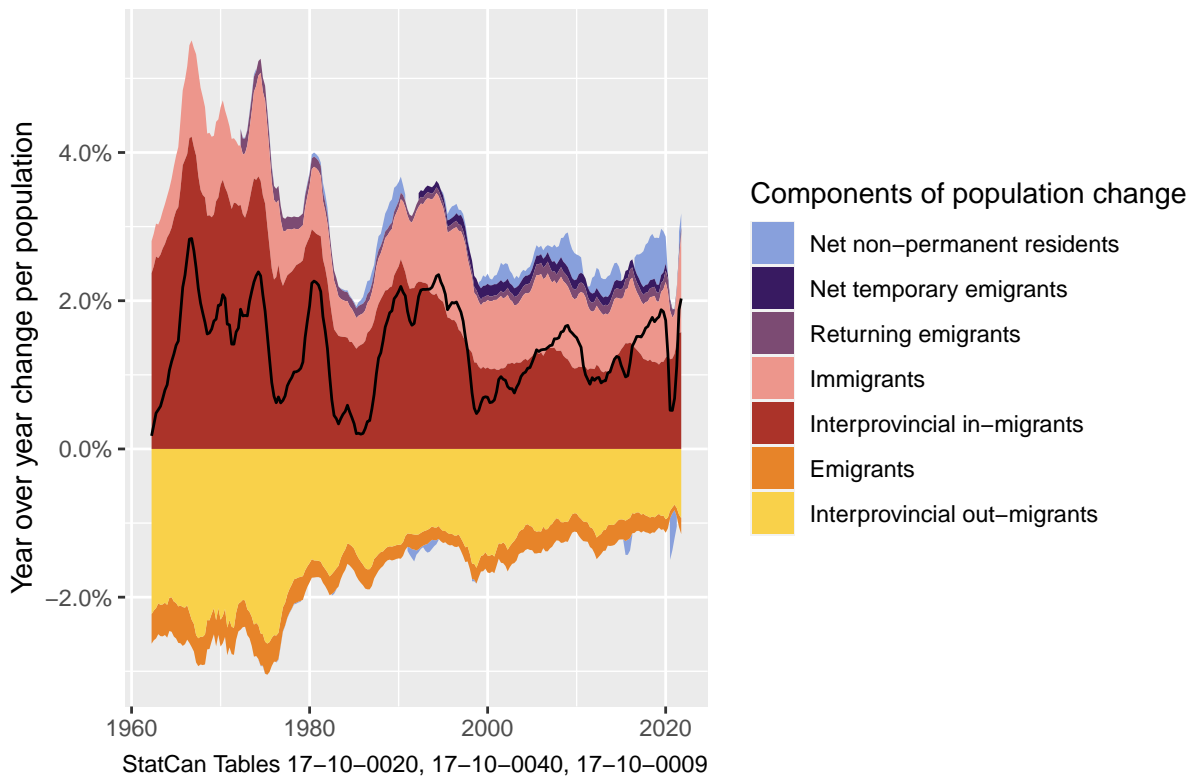 Year over year change per population
4.0%
2.0%
0.0%
−2.0%
1960
1980
2000
2020
StatCan Tables 17−10−0020, 17−10−0040, 17−10−0009
Components of population change
Net non−permanent residents
Net temporary emigrants
Returning emigrants
Immigrants
Interprovincial in−migrants
Emigrants
Interprovincial out−migrants